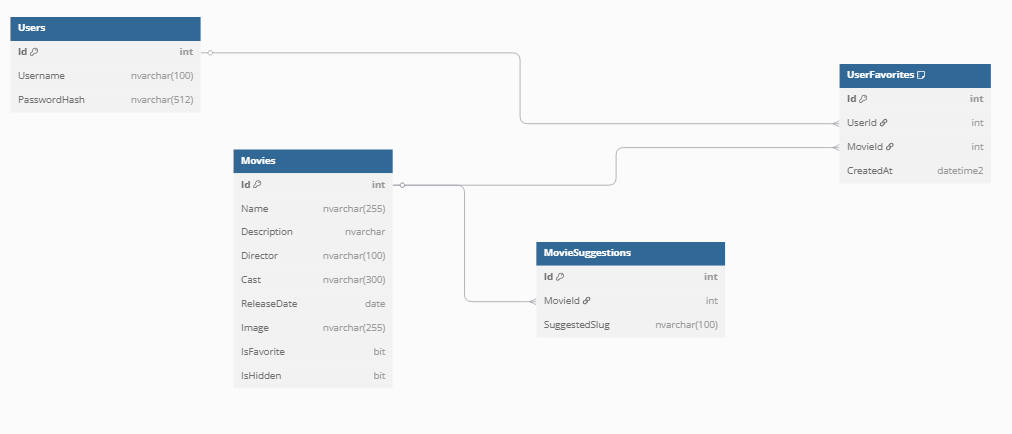 Users
Id int
Username nvarchar(100)
PasswordHash nvarchar(512)
UserFavorites
Id int
UserId int
MovieId int
CreatedAt datetime2
Movies
Id int
Name nvarchar(255)
Description nvarchar
Director nvarchar(100)
Cast nvarchar(300)
ReleaseDate date
Image nvarchar(255)
IsFavorite bit
IsHidden bit
MovieSuggestions
Id int
MovieId int
SuggestedSlug nvarchar(100)